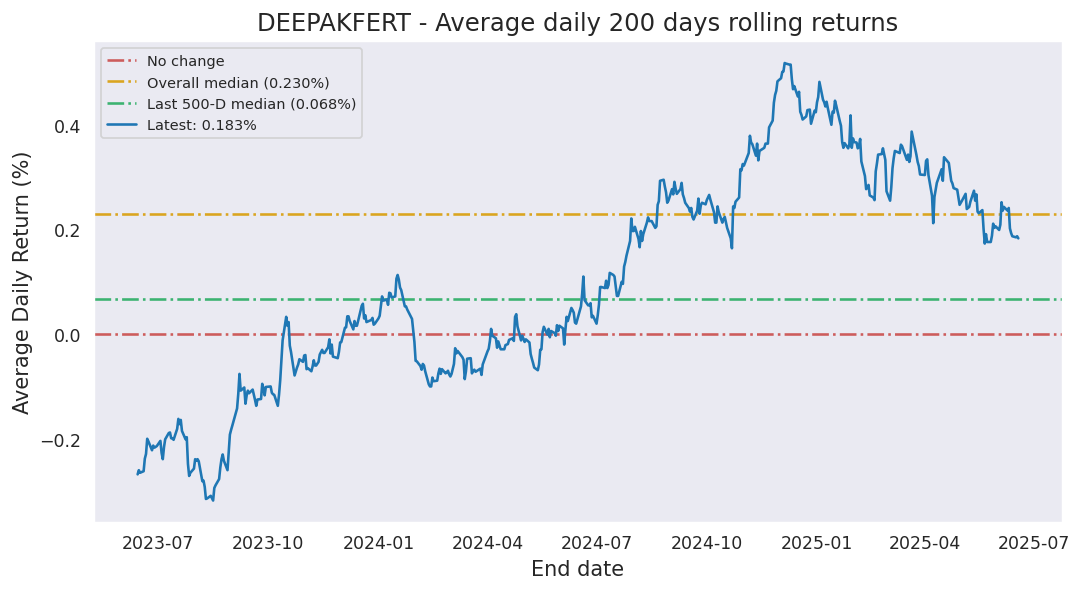 DEEPAKFERT - Average daily 200 days rolling returns
No change
Overall median (0.230%)
Last 500-D median (0.068%)
Latest: 0.183%
Average Daily Return (%)
0.4
0.2
0.0
−0.2
2023-07 2023-10 2024-01 2024-04 2024-07 2024-10 2025-01 2025-04 2025-07
End date